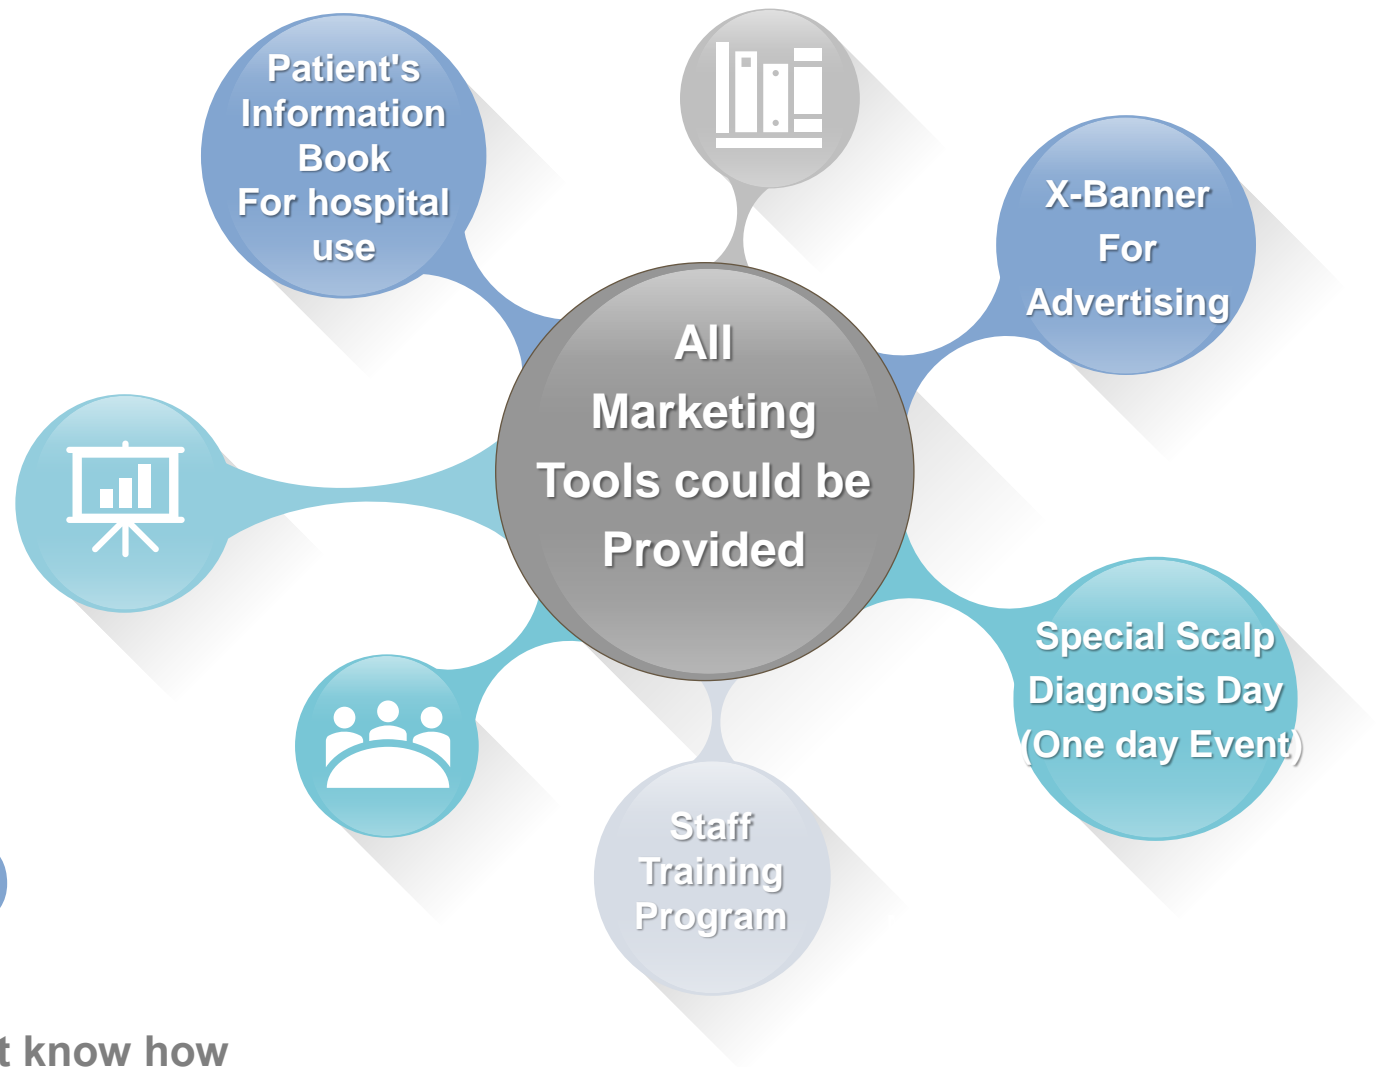 Patient's
Information
Book
For hospital
use
X-Banner
For
Advertising
All
Marketing
Tools could be
Provided
Special Scalp
Diagnosis Day
(One day Event)
Staff
Training
Program
know how